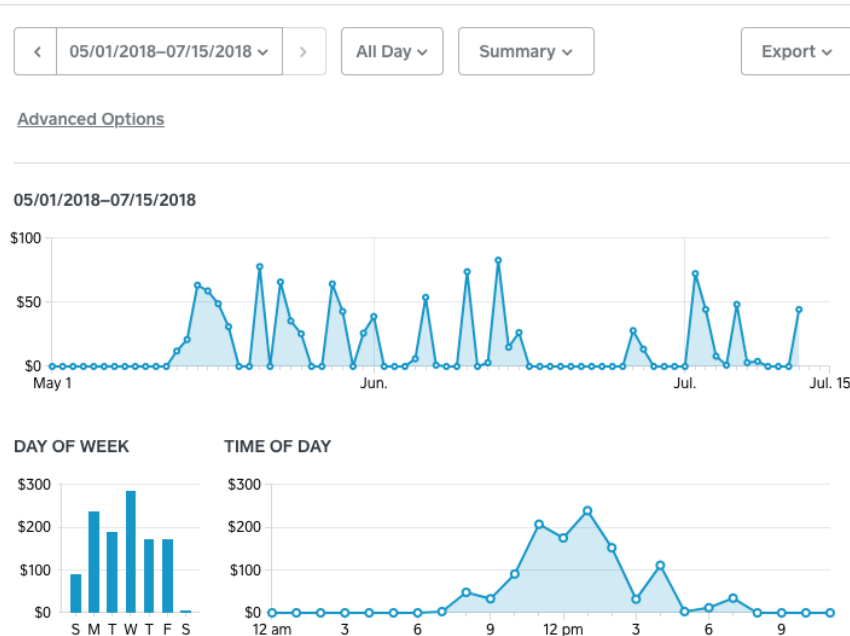 05/01/2018–07/15/2018 All Day Summary Export
Advanced Options
05/01/2018–07/15/2018
$100
$50
$0
May 1 Jun. Jul. Jul. 15
DAY OF WEEK TIME OF DAY
$300 $300
$200 $200
$100 $100
$0 $0
S M T W T F S 12 am 3 6 9 12 pm 3 6 9